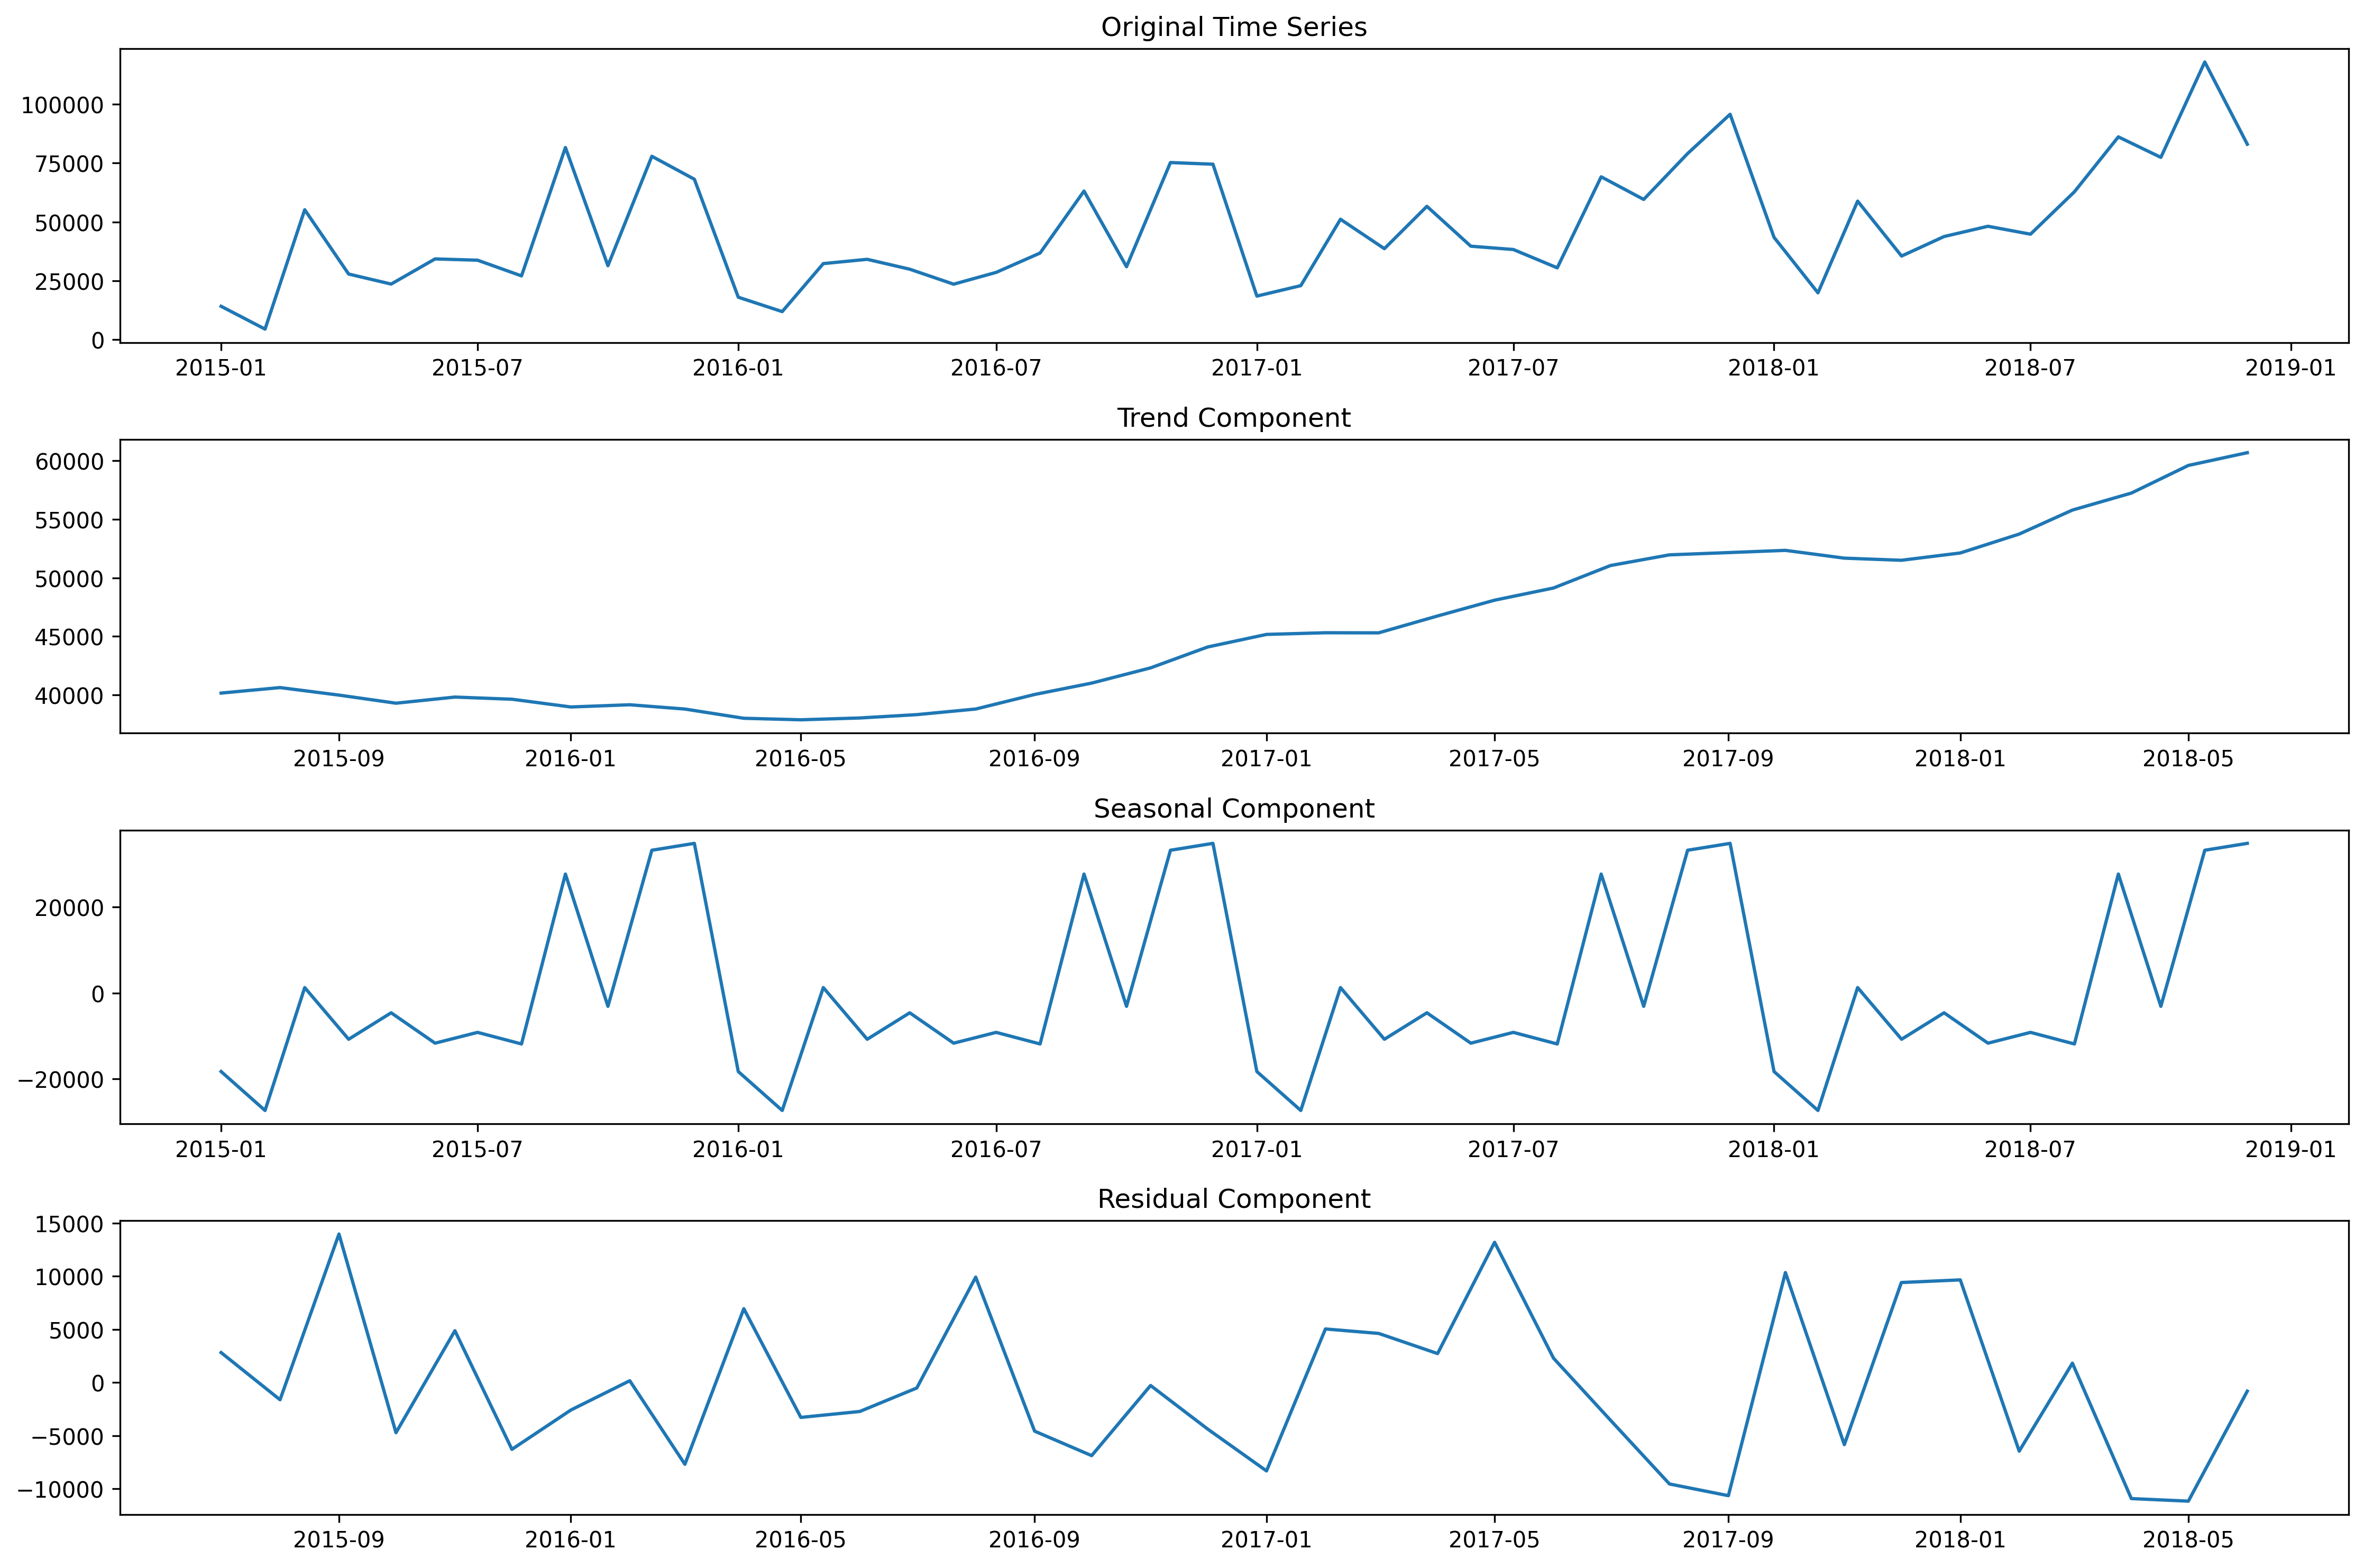 Original Time Series
100000
75000
50000
25000
0
2015-01 2015-07 2016-01 2016-07 2017-01 2017-07 2018-01 2018-07 2019-01
Trend Component
60000
55000
50000
45000
40000
2015-09 2016-01 2016-05 2016-09 2017-01 2017-05 2017-09 2018-01 2018-05
Seasonal Component
20000
0
−20000
2015-01 2015-07 2016-01 2016-07 2017-01 2017-07 2018-01 2018-07 2019-01
Residual Component
15000
10000
5000
0
−5000
−10000
2015-09 2016-01 2016-05 2016-09 2017-01 2017-05 2017-09 2018-01 2018-05